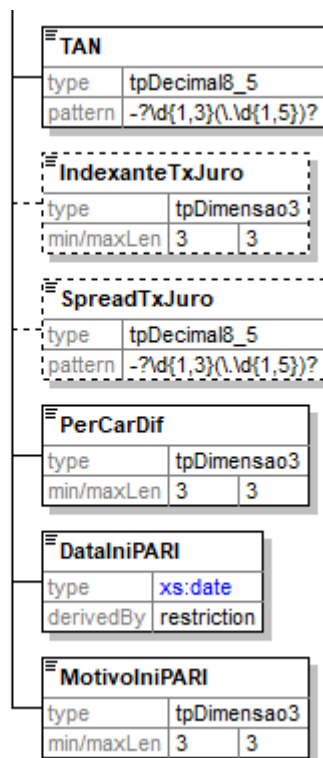 TAN
type tpDecimal8_5
pattern -?\d{1,3}(\.\d{1,5})?
IndexanteTxJuro
type tpDimensao3
min/maxLen 3 3
SpreadTxJuro
type tpDecimal8_5
pattern -?\d{1,3}(\.\d{1,5})?
PerCarDif
type tpDimensao3
min/maxLen 3 3
DataIniPARI
type xs:date
derivedBy restriction
MotivoIniPARI
type tpDimensao3
min/maxLen 3 3